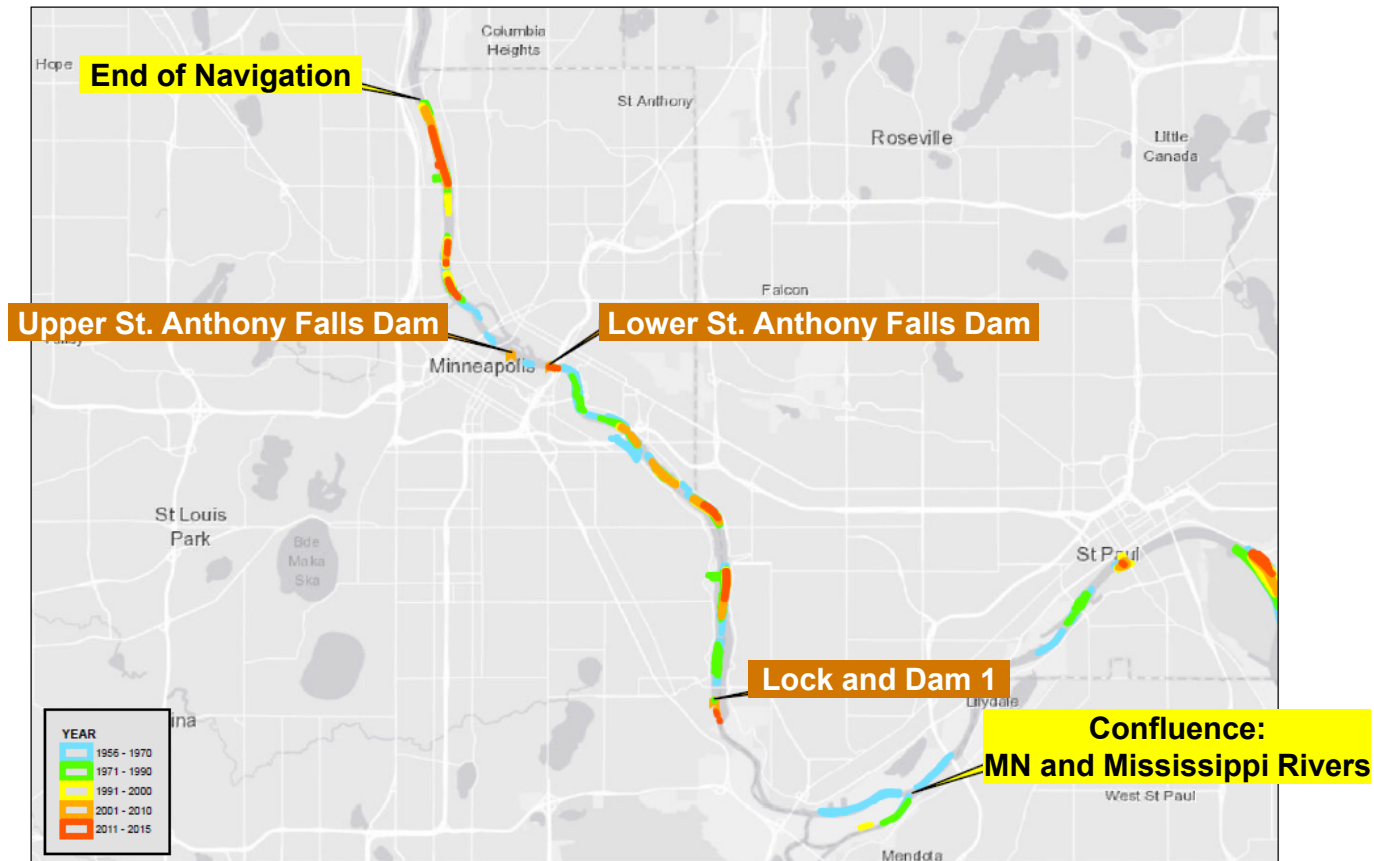 Columbia
Heights
Hope
End of Navigation
St Anthony
Roseville
Little
Canada
Falcon
Upper St. Anthony Falls Dam
Lower St. Anthony Falls Dam
Minneapolis
St Louis
Park
Bde
Maka
Ska
St Paul
Lock and Dam 1
Lilydale
ina
YEAR
1956 - 1970
1971 - 1990
1991 - 2000
2001 - 2010
2011 - 2015
Confluence:
MN and Mississippi Rivers
West St Paul
Mendota